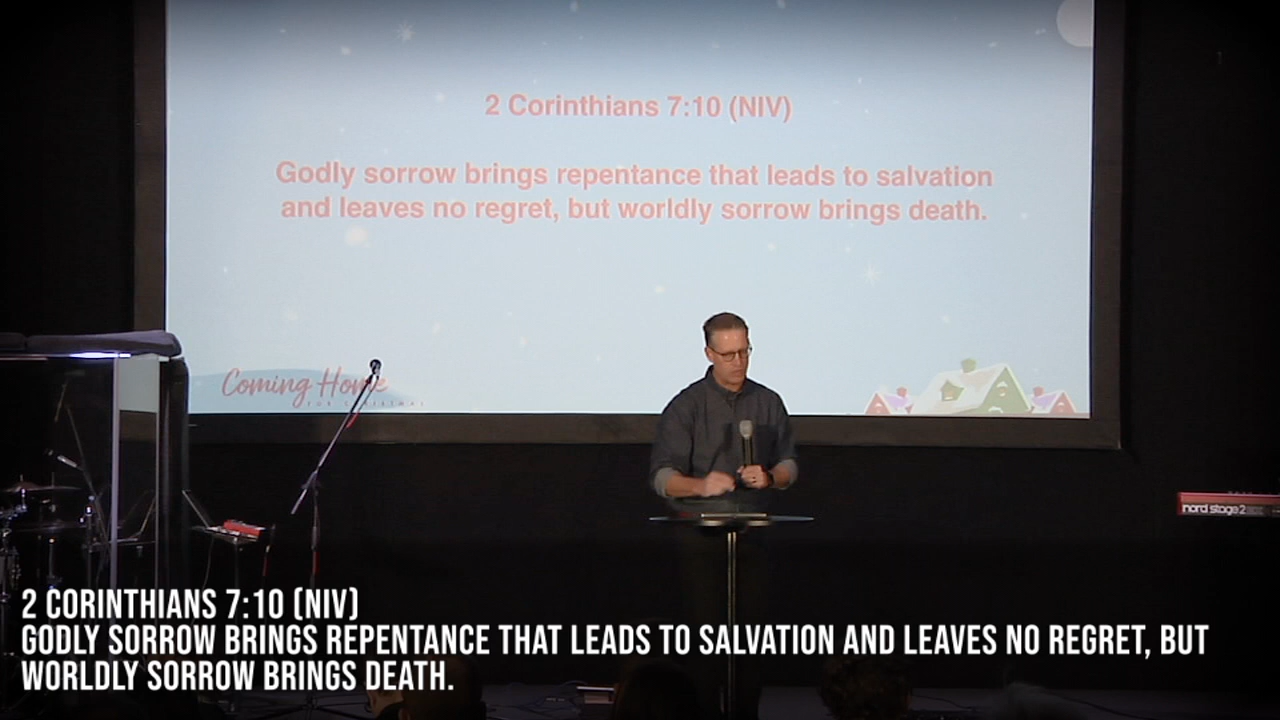 2 Corinthians 7:10 (NIV)
Godly sorrow brings repentance that leads to salvation
and leaves no regret, but worldly sorrow brings death.
Coming Home
FOR CHRISTMAS
nord stage 2
2 CORINTHIANS 7:10 (NIV)
GODLY SORROW BRINGS REPENTANCE THAT LEADS TO SALVATION AND LEAVES NO REGRET, BUT
WORLDLY SORROW BRINGS DEATH.